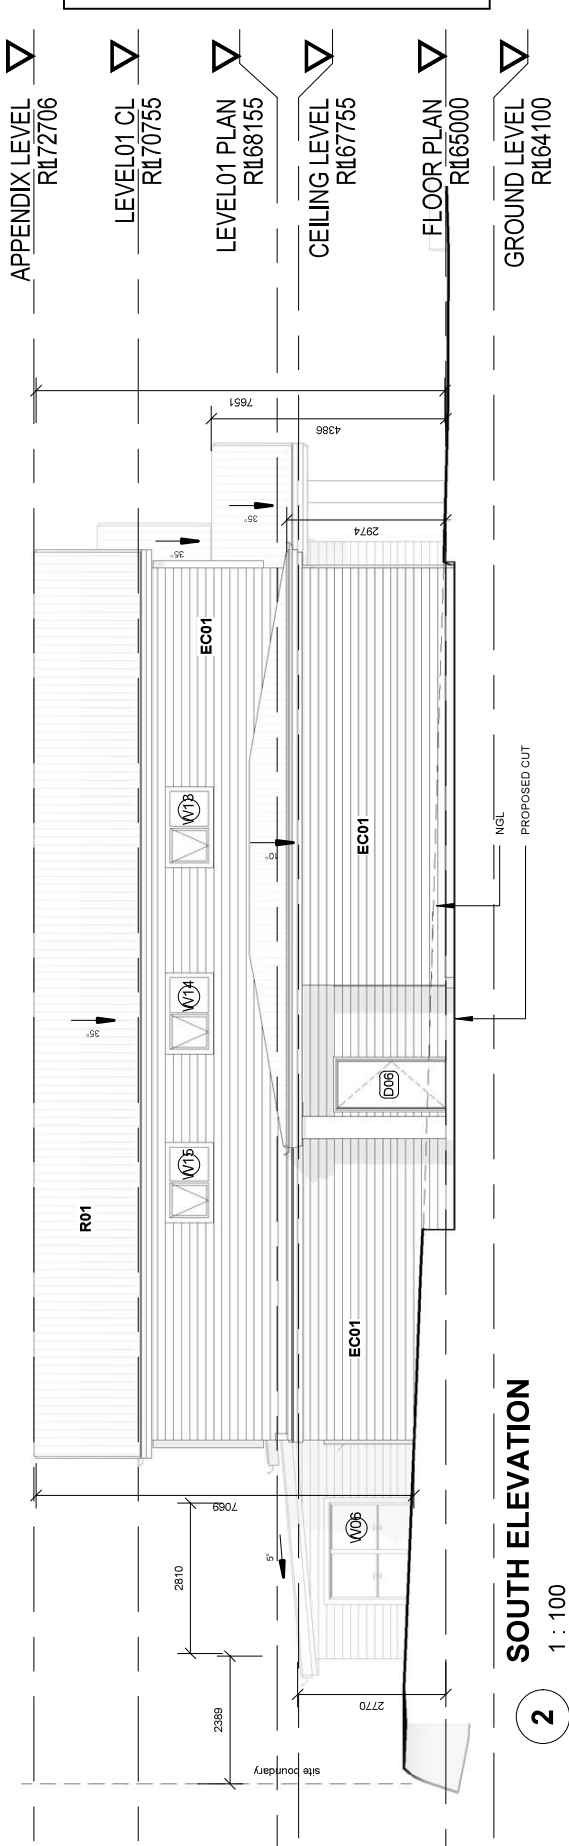 APPENDIX LEVEL
RL172706
LEVEL01 CL
RL170755
LEVEL01 PLAN
RL168155
CEILING LEVEL
RL167755
FLOOR PLAN
RL165000
GROUND LEVEL
RL164100
site boundary
2389
2810
7069
2770
5°
W06
R01
35°
W15
W14
W13
EC01
35°
35°
7651
4386
2974
10°
EC01
D06
EC01
NGL
PROPOSED CUT
2
SOUTH ELEVATION
1 : 100